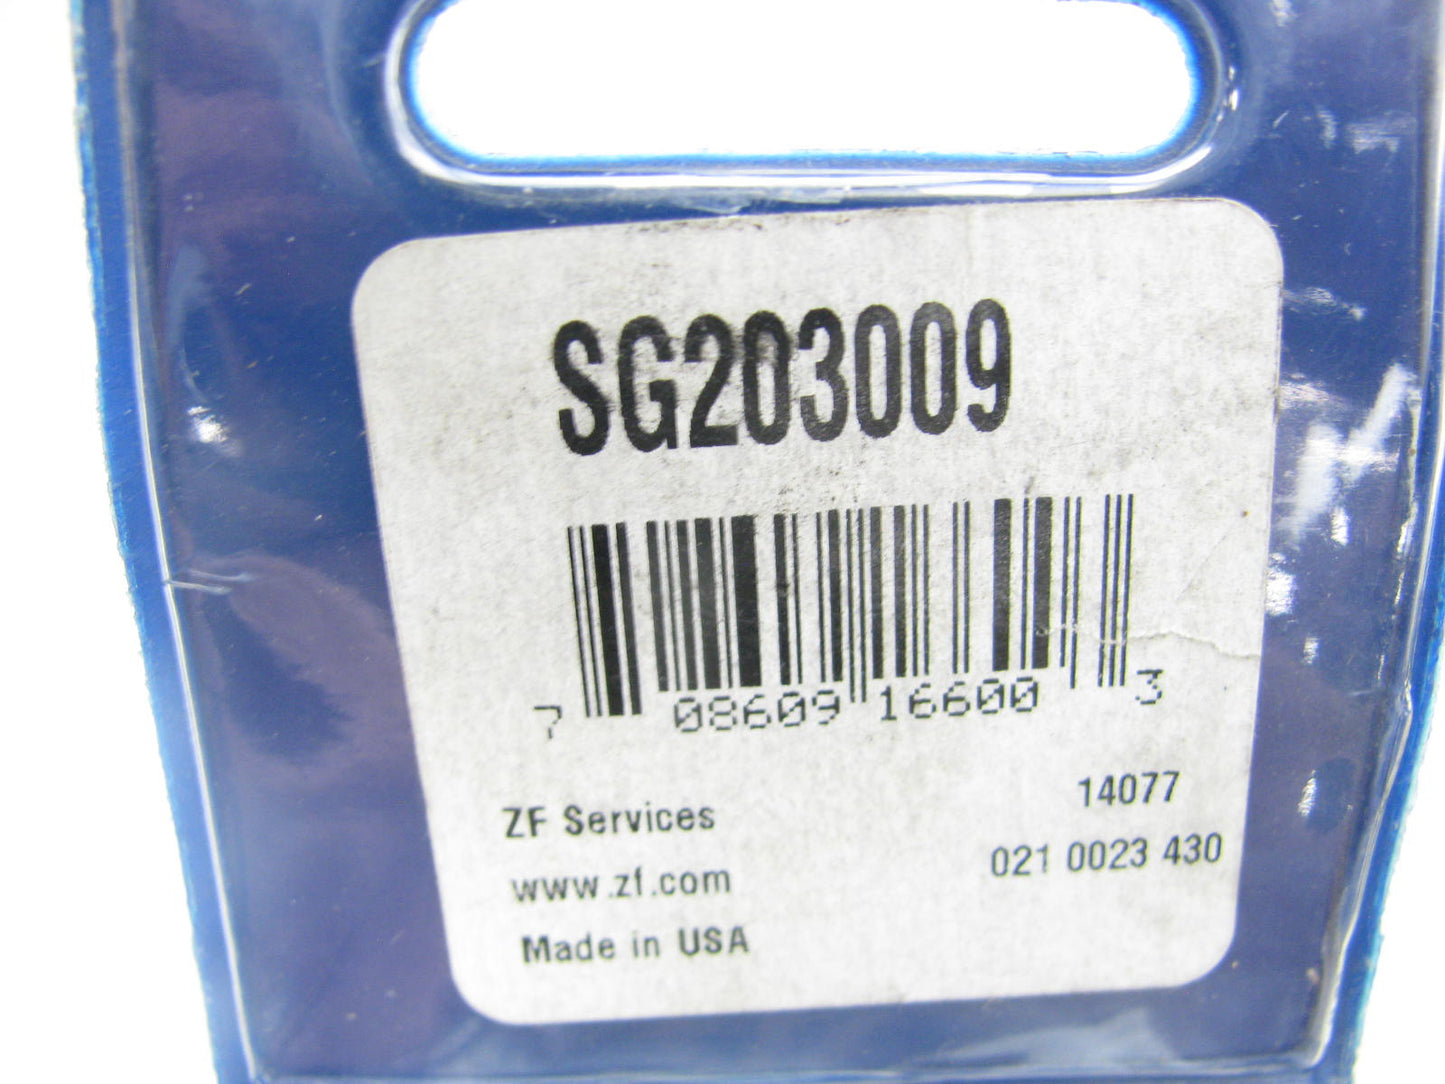 SG203009
7 08609 16600 3
ZF Services
14077
www.zf.com
021 0023 430
Made in USA